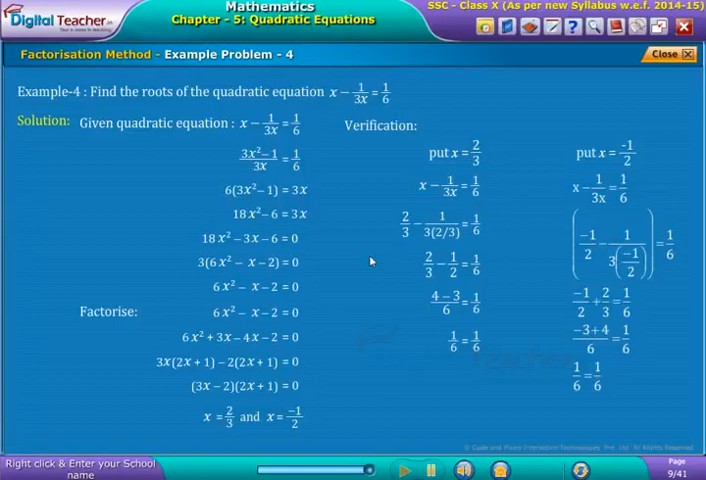 Mathematics
SSC - Class X (As per new Syllabus w.e.f. 2014-15)
Digital Teacher.in
Chapter - 5: Quadratic Equations
Factorisation Method - Example Problem - 4
Close
Example-4 : Find the roots of the quadratic equation x − 1/3x = 1/6
Solution: Given quadratic equation : x − 1/3x = 1/6
3x²−1/3x = 1/6
6(3x²−1) = 3x
18x²−6 = 3x
18x²−3x−6 = 0
3(6x² − x −2) = 0
6x² − x −2 = 0
Factorise: 6x² − x −2 = 0
6x² + 3x − 4x − 2 = 0
3x(2x + 1) − 2(2x + 1) = 0
(3x − 2)(2x + 1) = 0
x = 2/3 and x = −1/2
Verification:
put x = 2/3
x − 1/3x = 1/6
2/3 − 1/3(2/3) = 1/6
2/3 − 1/2 = 1/6
4−3/6 = 1/6
1/6 = 1/6
put x = -1/2
x − 1/3x = 1/6
(−1/2 − 1/3(−1/2)) = 1/6
−1/2 + 2/3 = 1/6
−3+4/6 = 1/6
1/6 = 1/6
Right click & Enter your School name
Page
9/41